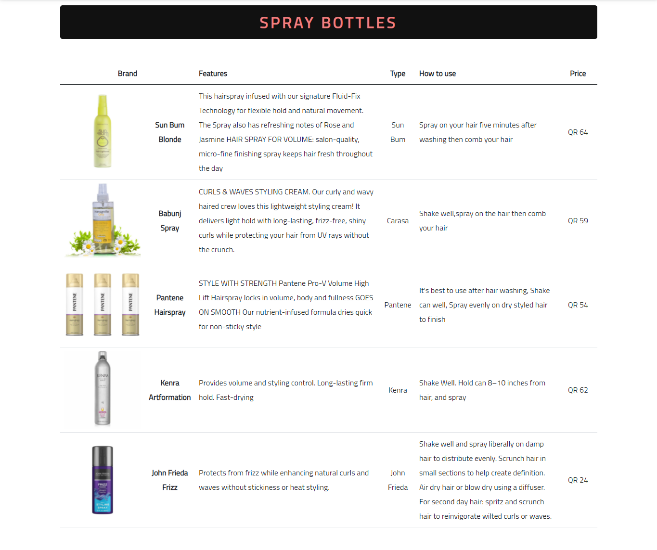 SPRAY BOTTLES
Brand Features Type How to use Price
This hairspray infused with our signature Fluid-Fix
Technology for flexible hold and natural movement.
The Spray also has refreshing notes of Rose and
Jasmine HAIR SPRAY FOR VOLUME: salon-quality,
micro-fine finishing spray keeps hair fresh throughout
the day
Sun Bum
Blonde
Sun
Bum
Spray on your hair five minutes after
washing then comb your hair
QR 64
Babunj
Spray
CURLS & WAVES STYLING CREAM. Our curly and wavy
haired crew loves this lightweight styling cream! It
delivers light hold with long-lasting, frizz-free, shiny
curls while protecting your hair from UV rays without
the crunch.
Carasa
Shake well,spray on the hair then comb
your hair
QR 59
PANTENE
PANTENE
PANTENE
Pantene
Hairspray
STYLE WITH STRENGTH Pantene Pro-V Volume High
Lift Hairspray locks in volume, body and fullness GOES
ON SMOOTH Our nutrient-infused formula dries quick
for non-sticky style
Pantene
It's best to use after hair washing, Shake
can well, Spray evenly on dry styled hair
to finish
QR 54
Kenra
Artformation
Provides volume and styling control. Long-lasting firm
hold. Fast-drying
Kenra
Shake Well. Hold can 8–10 inches from
hair, and spray
QR 62
John Frieda
Frizz
Protects from frizz while enhancing natural curls and
waves without stickiness or heat styling.
John
Frieda
Shake well and spray liberally on damp
hair to distribute evenly. Scrunch hair in
small sections to help create definition.
Air dry hair or blow dry using a diffuser.
For second day hair spritz and scrunch
hair to reinvigorate wilted curls or waves.
QR 24